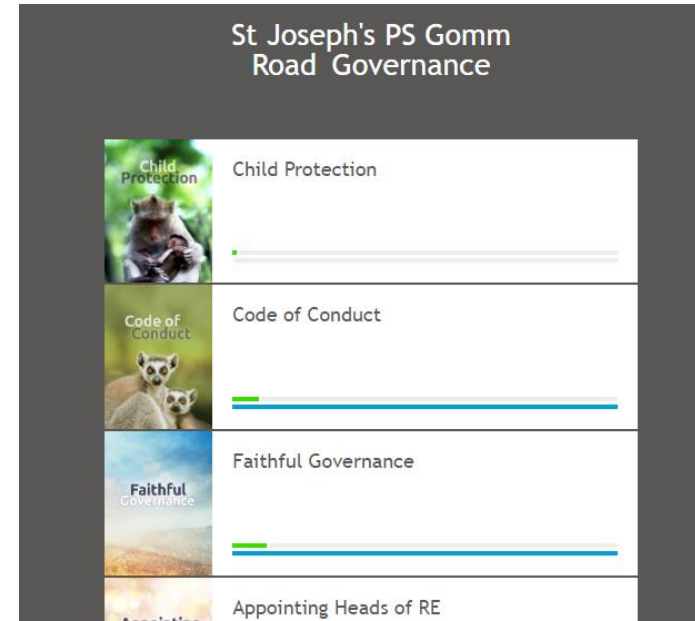 St Joseph's PS Gomm
Road Governance
Child
Protection
Child Protection
Code of
Conduct
Code of Conduct
Faithful
Governance
Faithful Governance
Appointing
Appointing Heads of RE